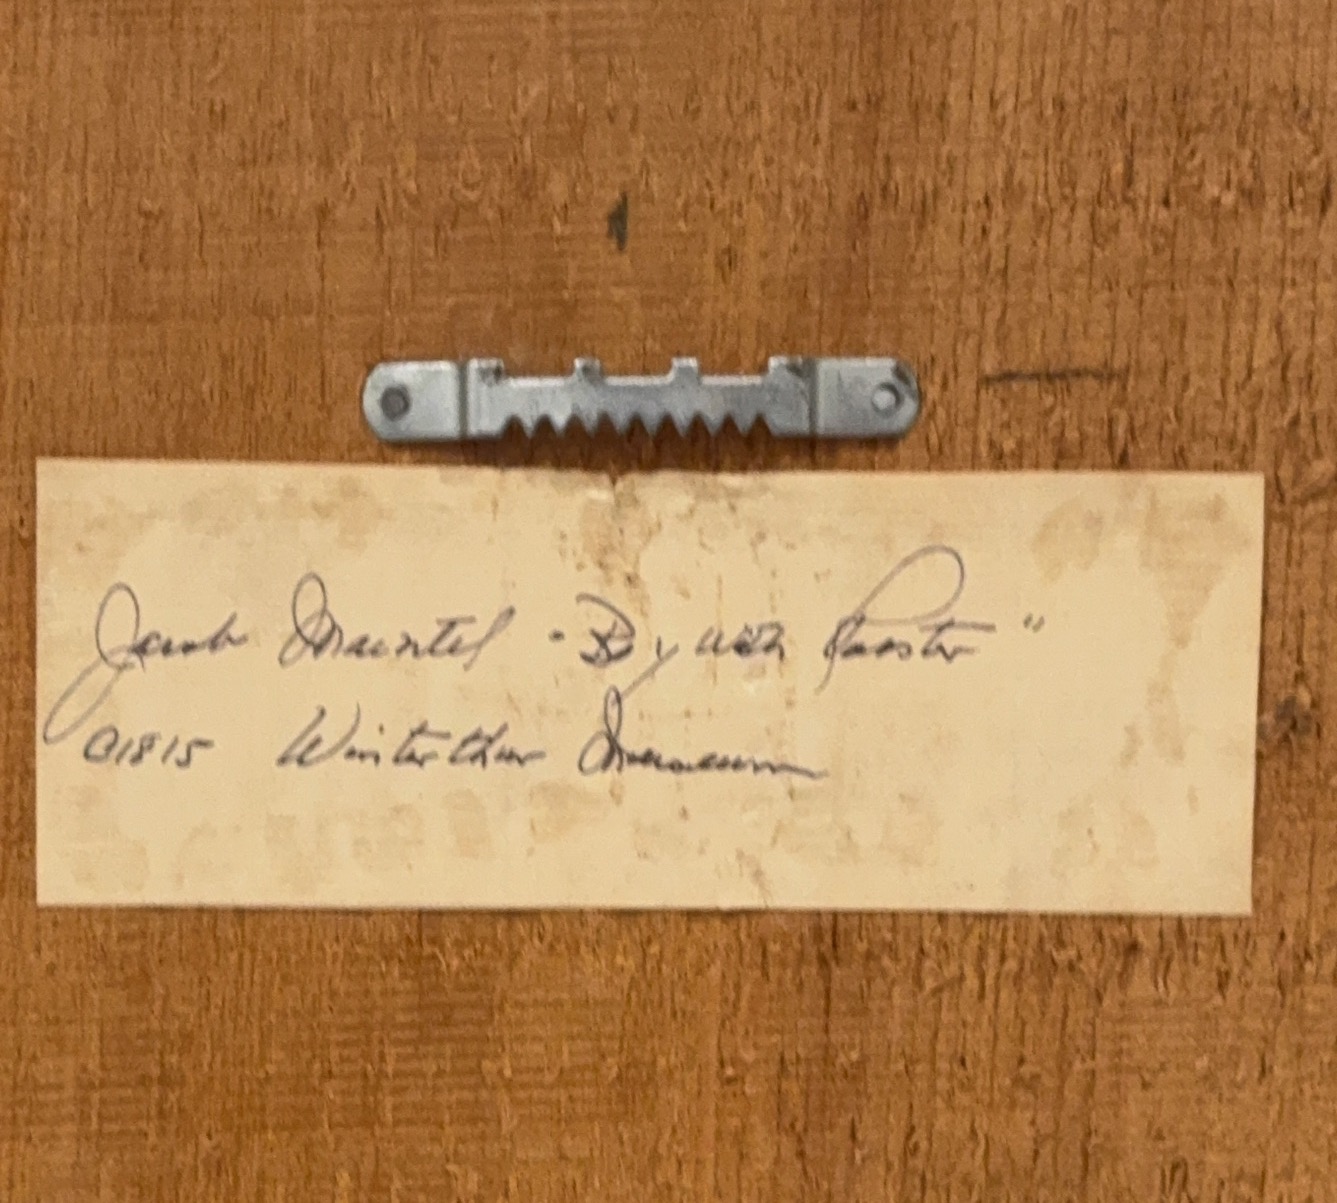 Jacob Maentel "Boy with Rooster"
C1815 Winterthur Museum